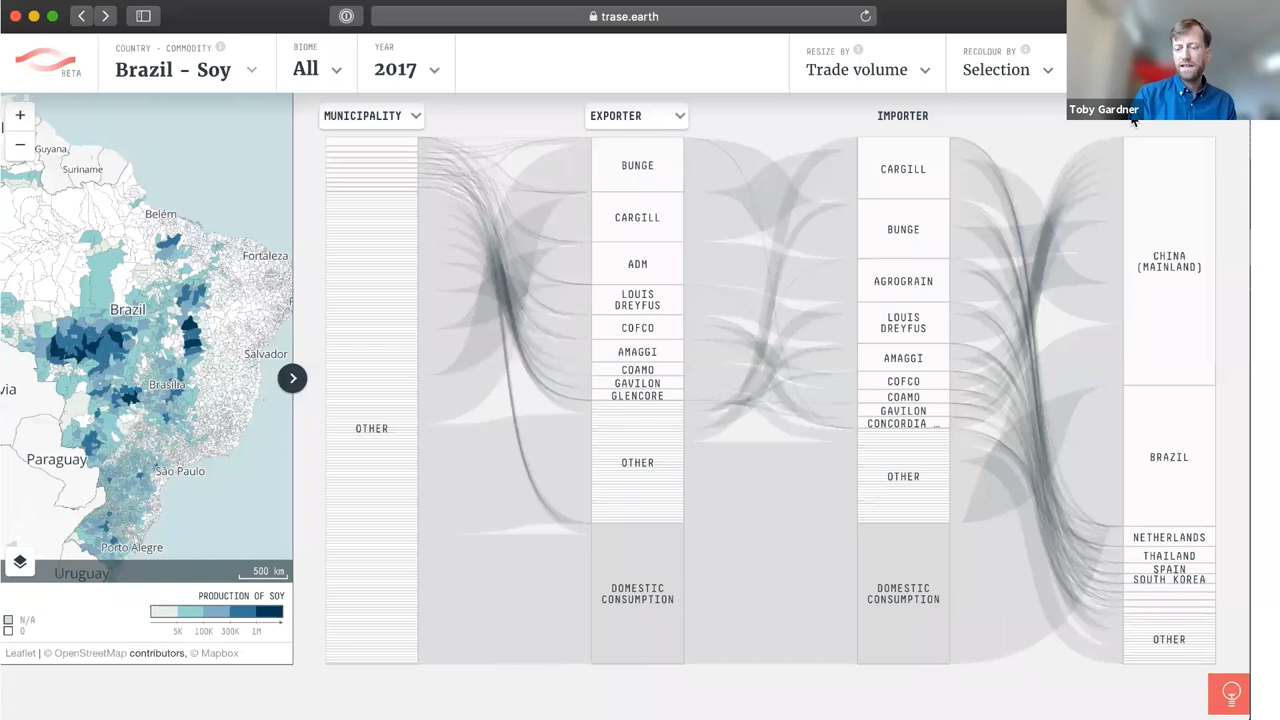 trase.earth
BETA
COUNTRY - COMMODITY
Brazil - Soy
BIOME
All
YEAR
2017
RESIZE BY
Trade volume
RECOLOUR BY
Selection
Toby Gardner
+
−
Guyana
Suriname
Belém
Fortaleza
Brazil
Salvador
Brasília
via
Paraguay
São Paulo
Porto Alegre
Uruguay
500 km
PRODUCTION OF SOY
N/A
0
5K 100K 300K 1M
Leaflet | © OpenStreetMap contributors, © Mapbox
MUNICIPALITY
OTHER
EXPORTER
BUNGE
CARGILL
ADM
LOUIS
DREYFUS
COFCO
AMAGGI
COAMO
GAVILON
GLENCORE
OTHER
DOMESTIC
CONSUMPTION
IMPORTER
CARGILL
BUNGE
AGROGRAIN
LOUIS
DREYFUS
AMAGGI
COFCO
COAMO
GAVILON
CONCORDIA …
OTHER
DOMESTIC
CONSUMPTION
CHINA
(MAINLAND)
BRAZIL
NETHERLANDS
THAILAND
SPAIN
SOUTH KOREA
OTHER